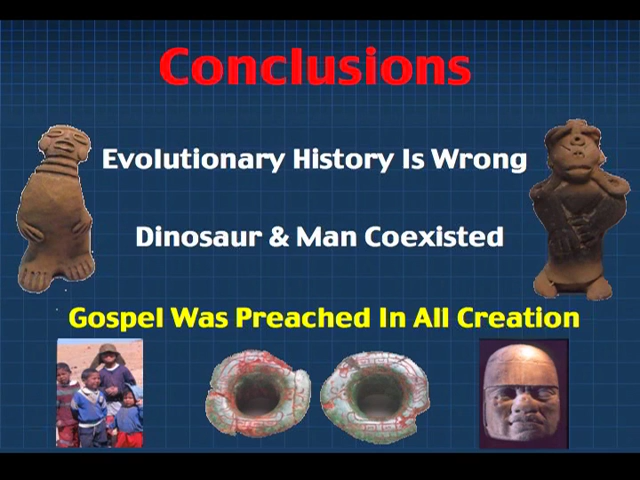 Conclusions
Evolutionary History Is Wrong
Dinosaur & Man Coexisted
Gospel Was Preached In All Creation